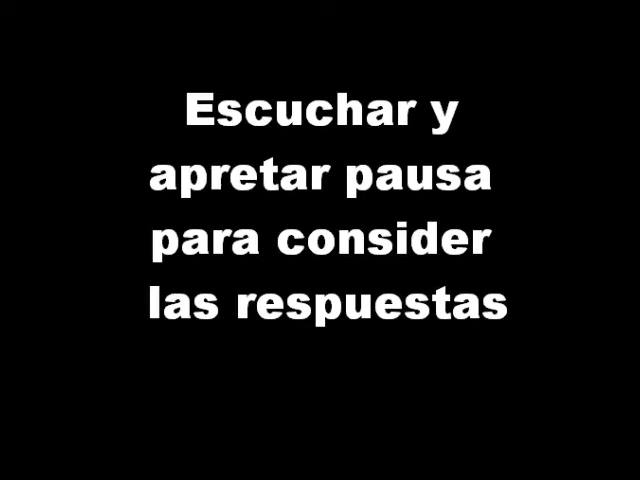 Escuchar y
apretar pausa
para consider
las respuestas